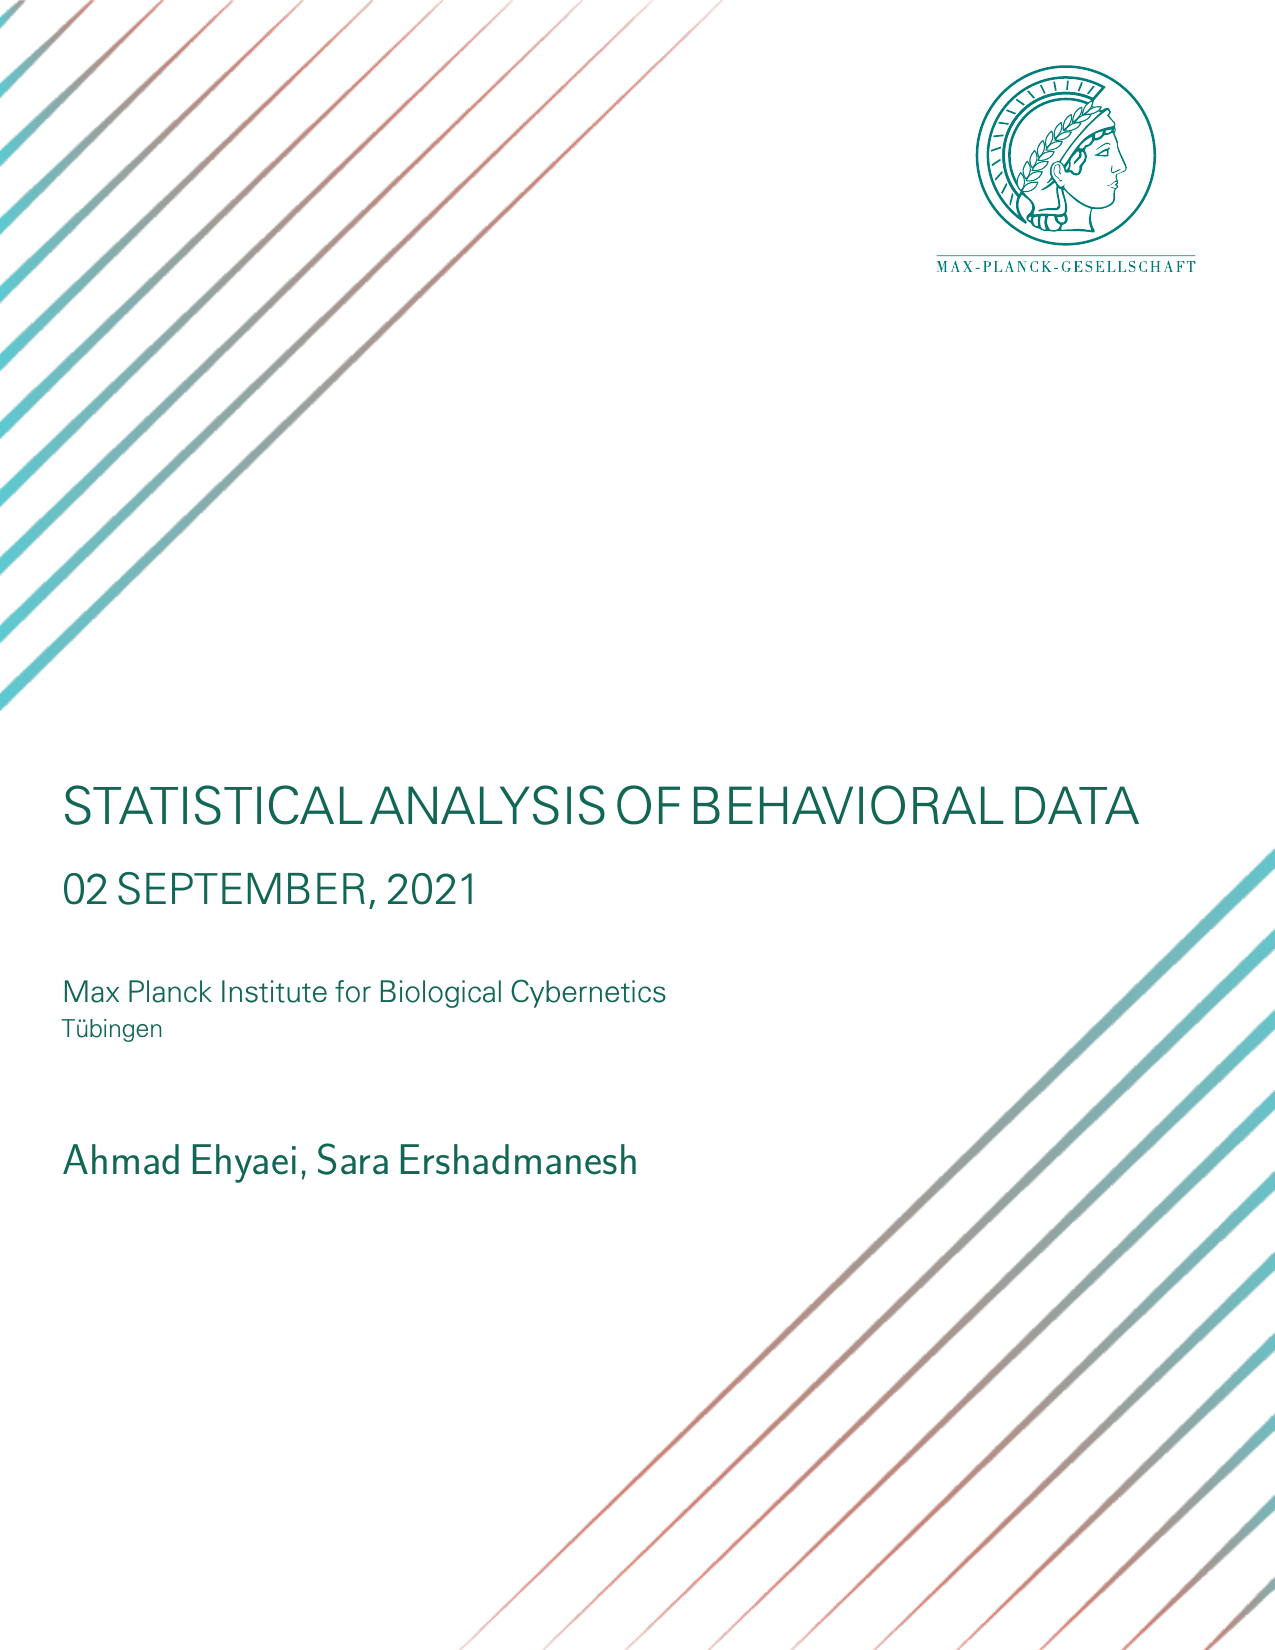 MAX-PLANCK-GESELLSCHAFT
STATISTICAL ANALYSIS OF BEHAVIORAL DATA
02 SEPTEMBER, 2021
Max Planck Institute for Biological Cybernetics
Tübingen
Ahmad Ehyaei, Sara Ershadmanesh